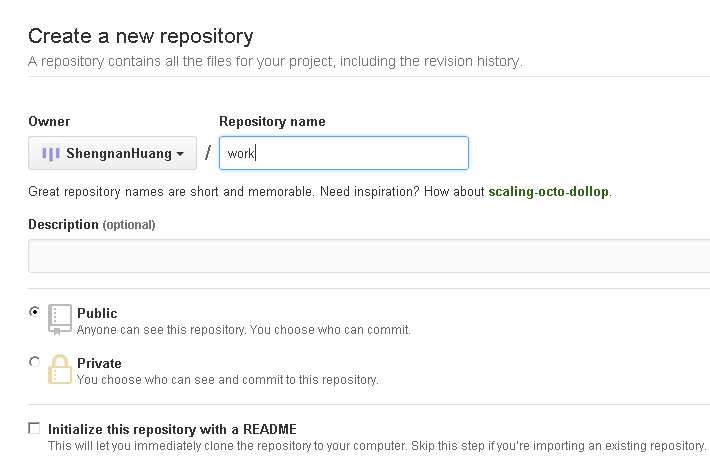 Create a new repository
A repository contains all the files for your project, including the revision history.
Owner Repository name
ShengnanHuang / work
Great repository names are short and memorable. Need inspiration? How about scaling-octo-dollop.
Description (optional)
Public
Anyone can see this repository. You choose who can commit.
Private
You choose who can see and commit to this repository.
Initialize this repository with a README
This will let you immediately clone the repository to your computer. Skip this step if you're importing an existing repository.